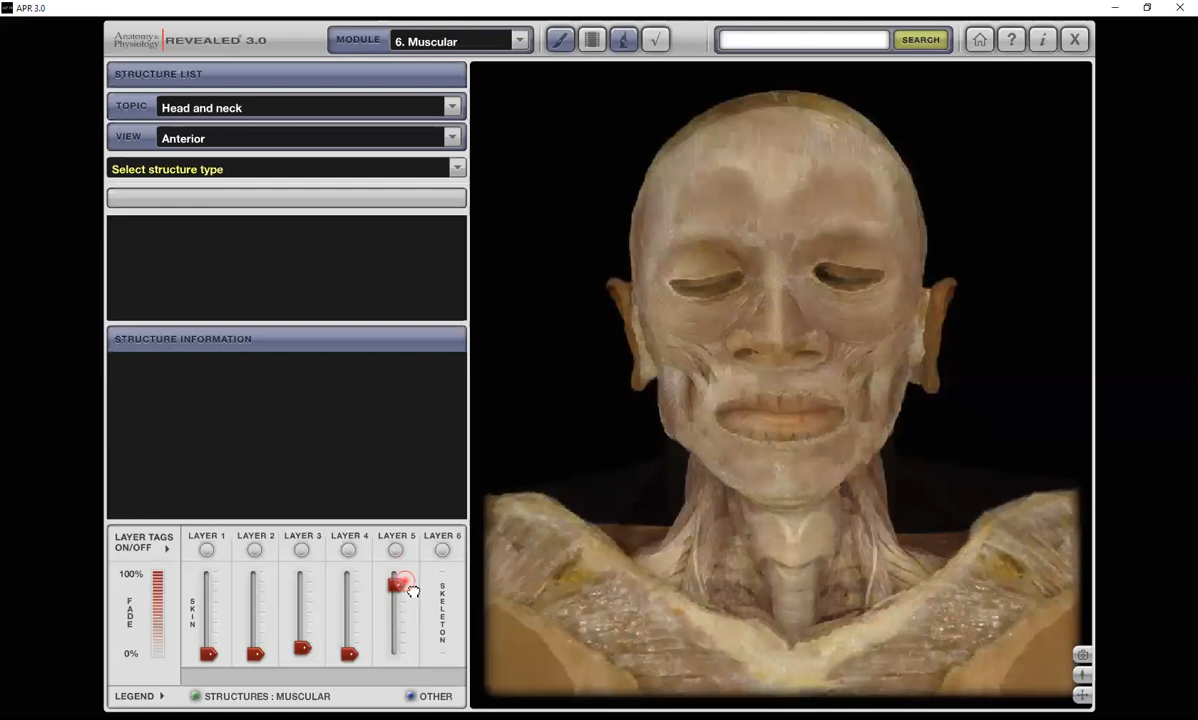 APR 3.0
Anatomy & Physiology REVEALED® 3.0
MODULE 6. Muscular
SEARCH
? i √ X
STRUCTURE LIST
TOPIC Head and neck
VIEW Anterior
Select structure type
STRUCTURE INFORMATION
LAYER TAGS ON/OFF
LAYER 1 LAYER 2 LAYER 3 LAYER 4 LAYER 5 LAYER 6
100%
FADE
0%
SKIN
SKELETON
LEGEND STRUCTURES : MUSCULAR OTHER